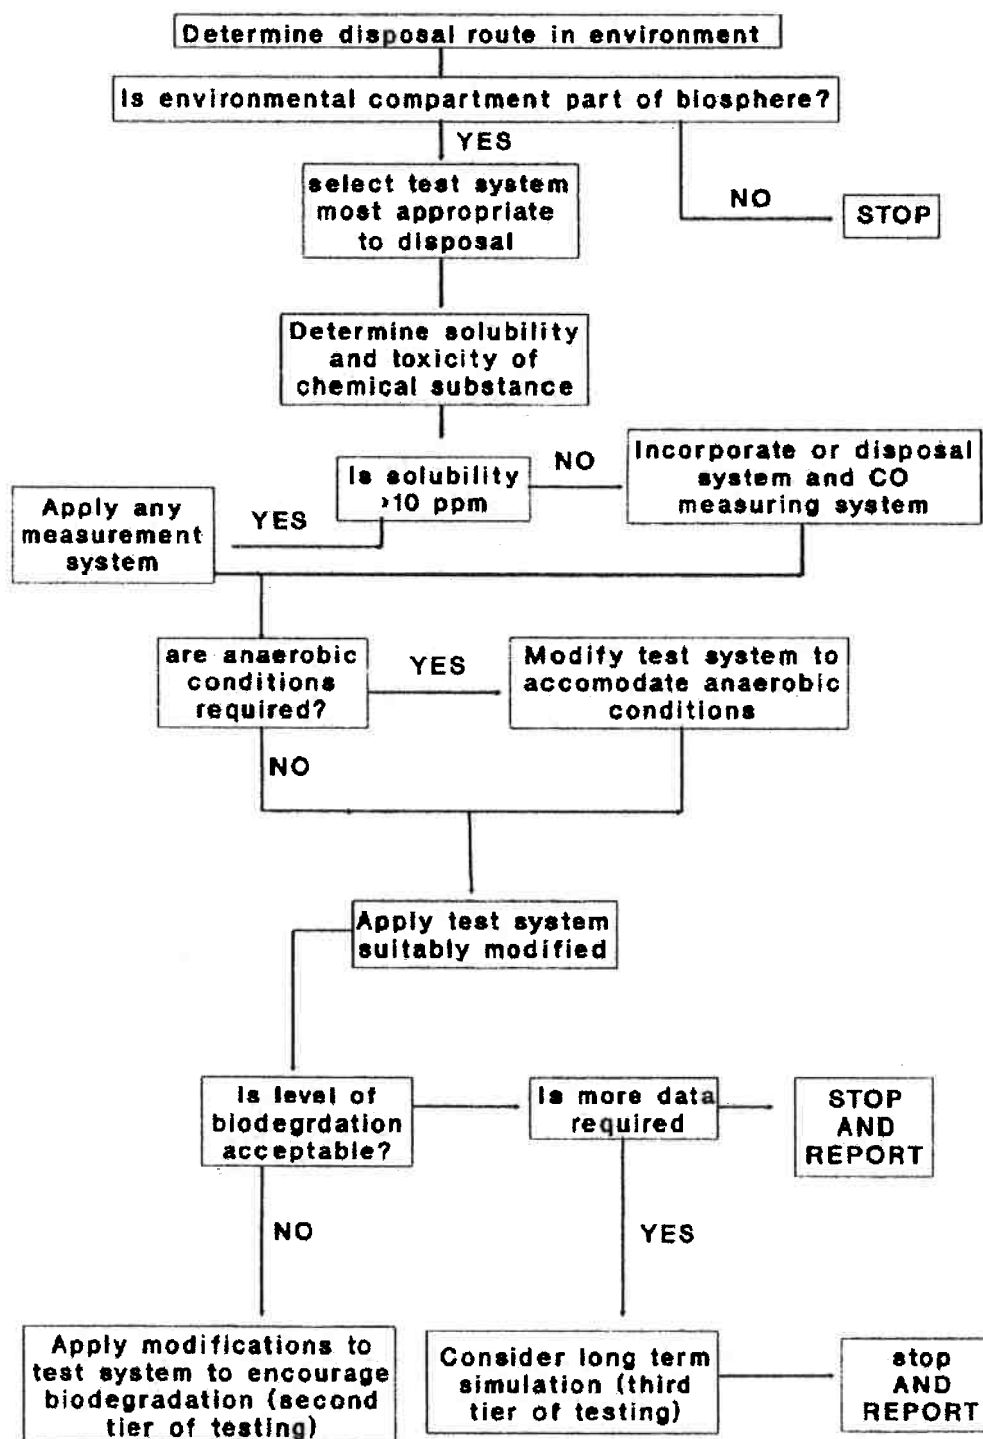 Determine disposal route in environment
Is environmental compartment part of biosphere?
YES
select test system
most appropriate
to disposal
NO
STOP
Determine solubility
and toxicity of
chemical substance
Is solubility
>10 ppm
NO
Incorporate or disposal
system and CO
measuring system
YES
Apply any
measurement
system
are anaerobic
conditions
required?
YES
Modify test system to
accomodate anaerobic
conditions
NO
Apply test system
suitably modified
Is level of
biodegrdation
acceptable?
Is more data
required
STOP
AND
REPORT
NO
YES
Apply modifications to
test system to encourage
biodegradation (second
tier of testing)
Consider long term
simulation (third
tier of testing)
stop
AND
REPORT